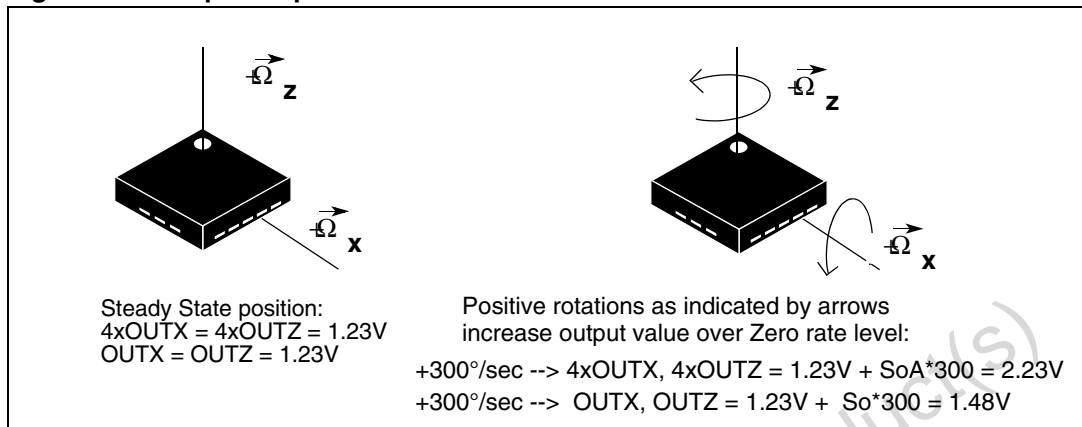 +Ω
Z
+Ω
X
+Ω
Z
+Ω
X
Steady State position:
4xOUTX = 4xOUTZ = 1.23V
OUTX = OUTZ = 1.23V
Positive rotations as indicated by arrows
increase output value over Zero rate level:
+300°/sec --> 4xOUTX, 4xOUTZ = 1.23V + SoA*300 = 2.23V
+300°/sec --> OUTX, OUTZ = 1.23V + So*300 = 1.48V